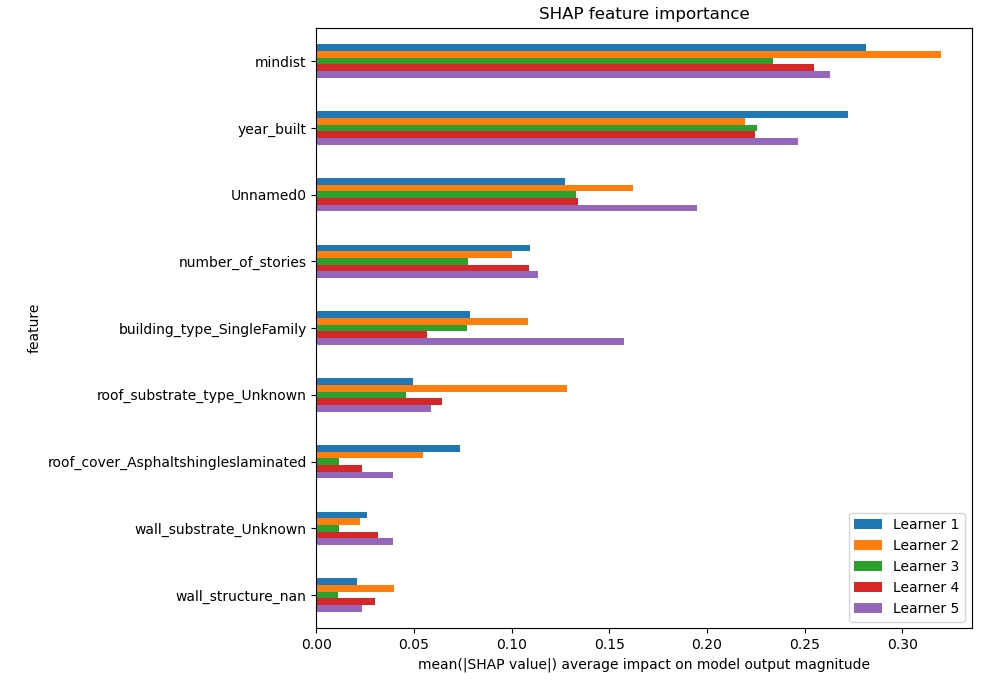 SHAP feature importance
mindist
year_built
Unnamed0
number_of_stories
building_type_SingleFamily
roof_substrate_type_Unknown
roof_cover_Asphaltshingleslaminated
wall_substrate_Unknown
wall_structure_nan
feature
Learner 1
Learner 2
Learner 3
Learner 4
Learner 5
0.00 0.05 0.10 0.15 0.20 0.25 0.30
mean(|SHAP value|) average impact on model output magnitude